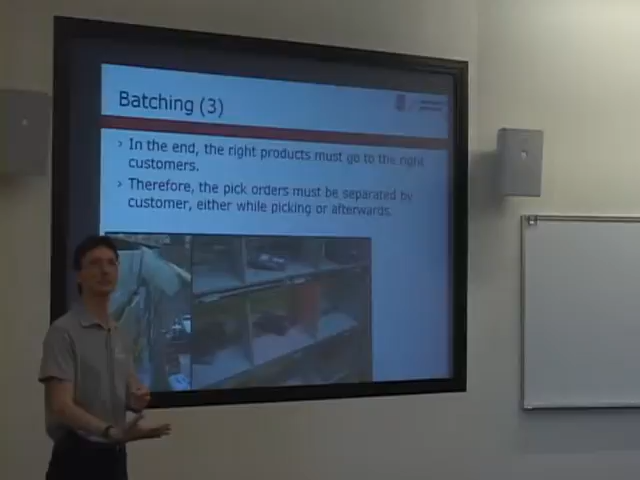 Batching (3)
› In the end, the right products must go to the right
customers.
› Therefore, the pick orders must be separated by
customer, either while picking or afterwards.